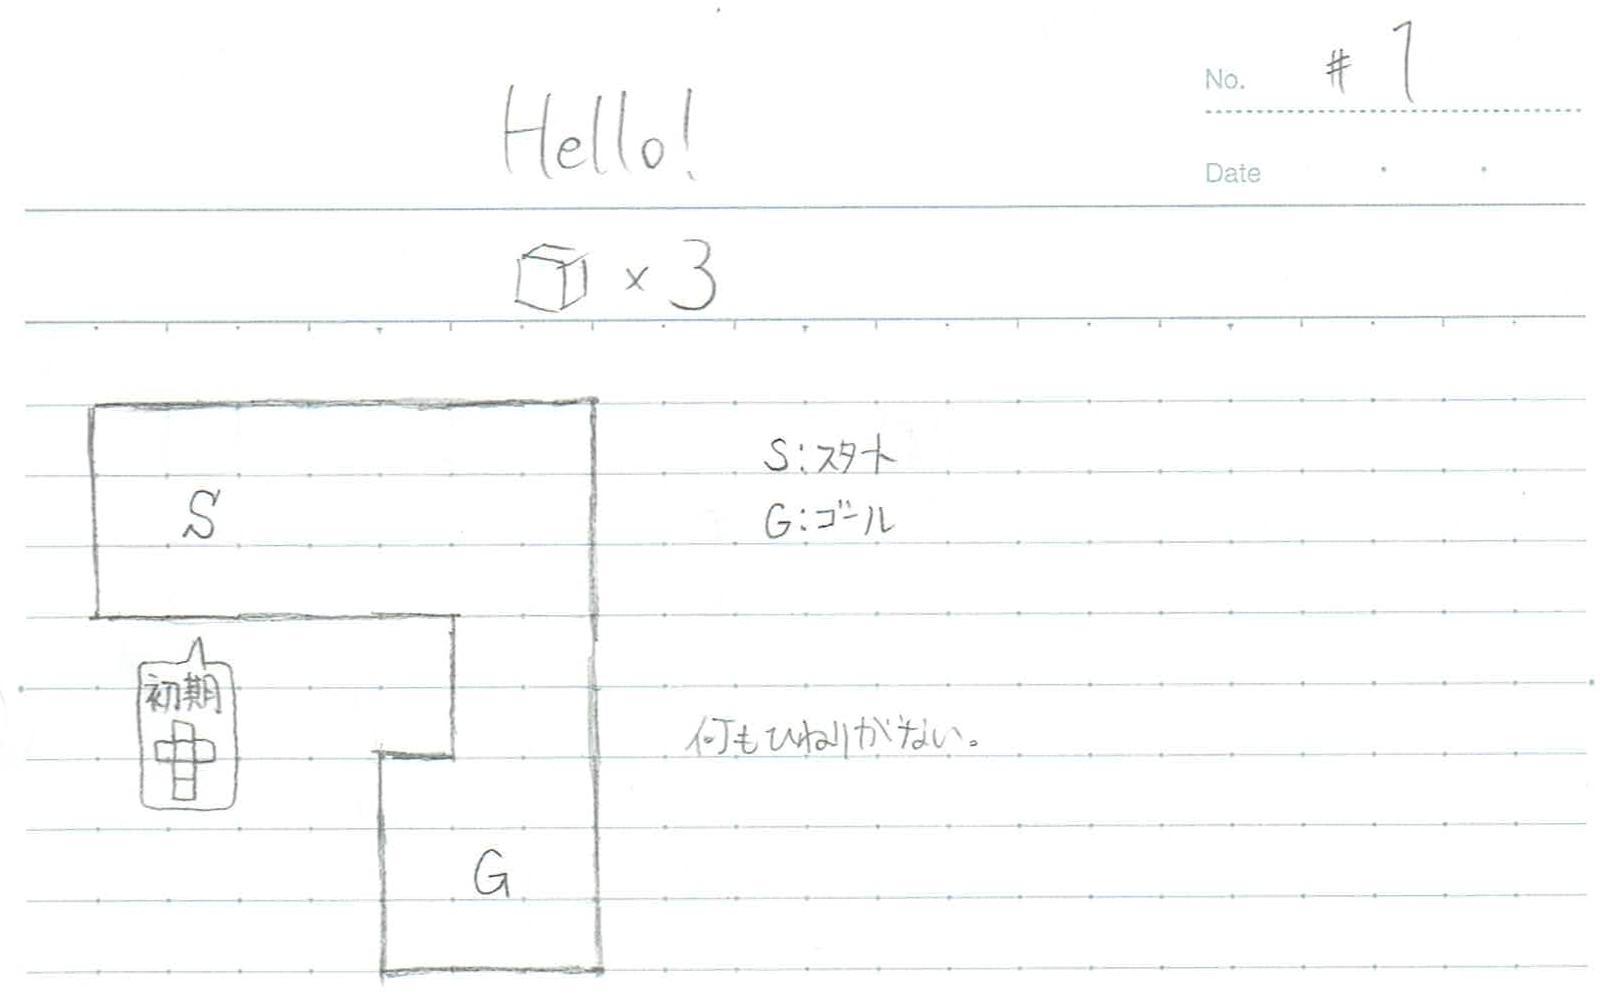 Hello!
No. #1
Date
×3
S:スタート
G:ゴール
S
初期
何もひねりがない。
G